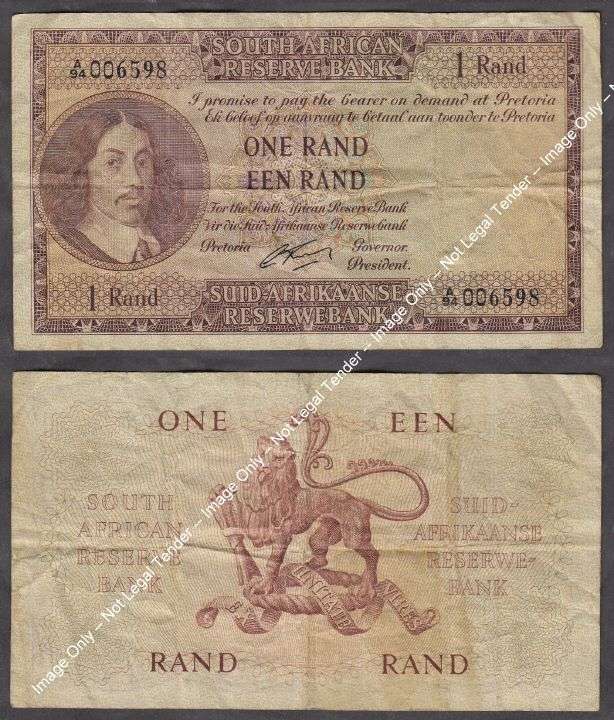 SOUTH AFRICAN
RESERVE BANK
A/94 006598
1 Rand
I promise to pay the bearer on demand at Pretoria
Ek belief op aanvraag te betaal aan toonder te Pretoria
ONE RAND
EEN RAND
For the South African Reserve Bank
Vir die Suid-Afrikaanse Reserwebank
Pretoria
Governor.
President.
1 Rand
SUID-AFRIKAANSE
RESERWEBANK
A/94 006598
Image Only – Not Legal Tender – Image Only – Not Legal Tender – Image Only
ONE
EEN
SOUTH
AFRICAN
RESERVE
BANK
SUID-
AFRIKAANSE
RESERWE-
BANK
EX UNITATE VIRES
RAND
RAND
Image Only – Not Legal Tender – Image Only – Not Legal Tender – Image Only – Not Legal Tender